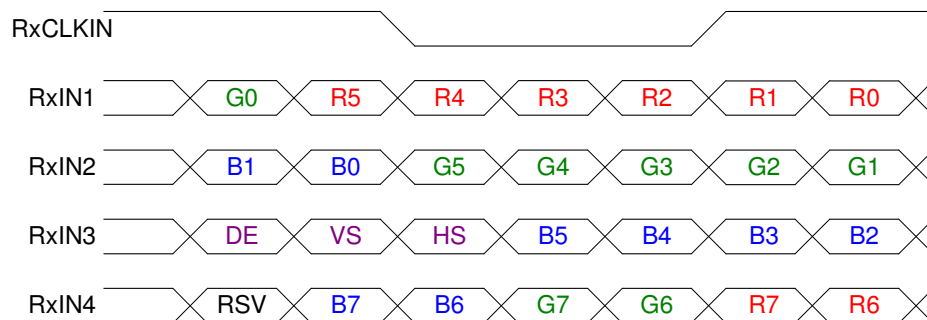 RxCLKIN
RxIN1 G0 R5 R4 R3 R2 R1 R0
RxIN2 B1 B0 G5 G4 G3 G2 G1
RxIN3 DE VS HS B5 B4 B3 B2
RxIN4 RSV B7 B6 G7 G6 R7 R6